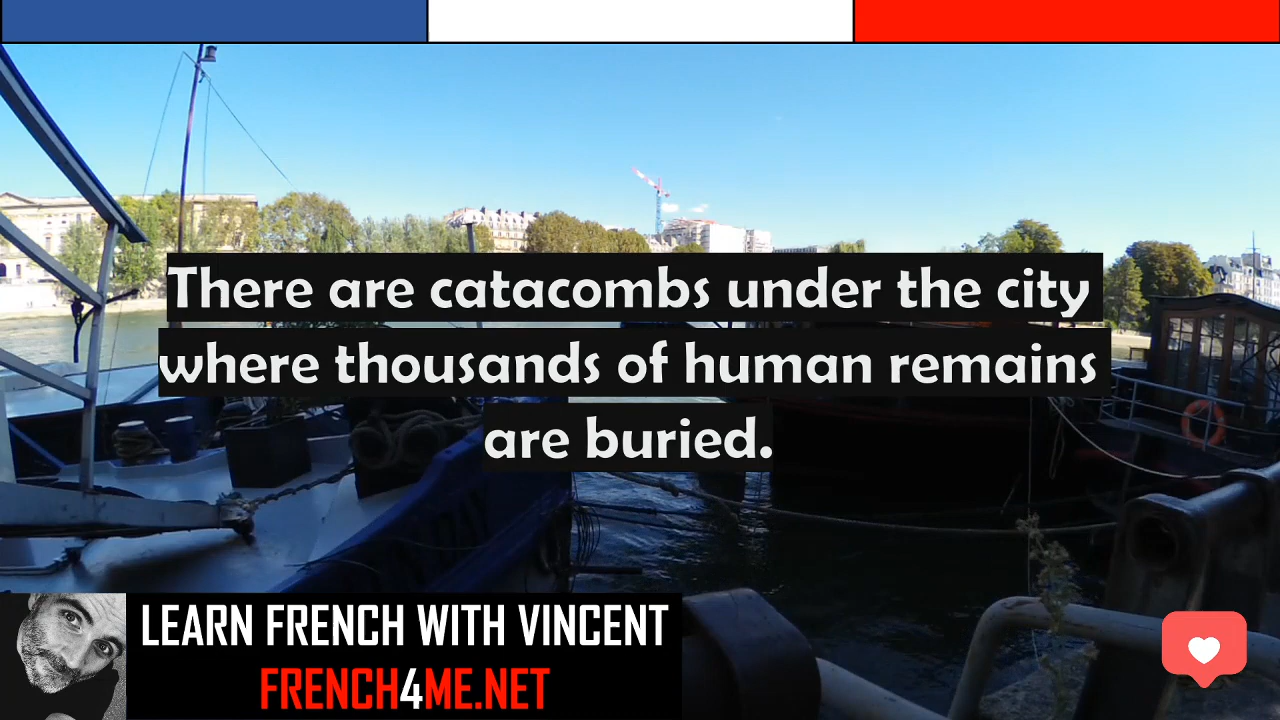 There are catacombs under the city
where thousands of human remains
are buried.
LEARN FRENCH WITH VINCENT
FRENCH4ME.NET